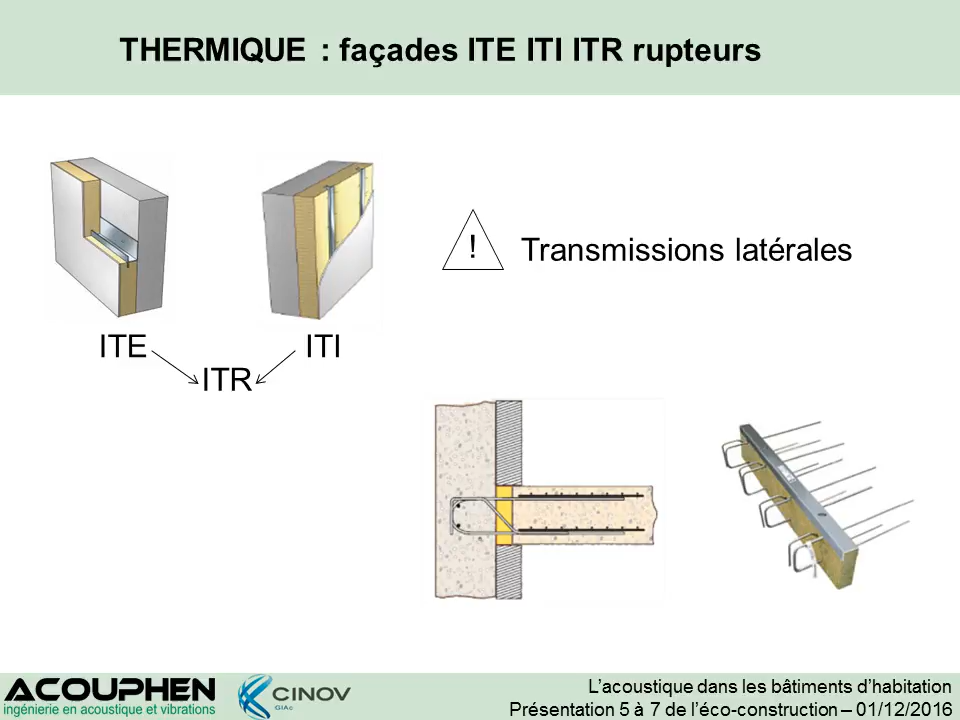 THERMIQUE : façades ITE ITI ITR rupteurs
! Transmissions latérales
ITE ITI
ITR
ACOUPHEN
ingénierie en acoustique et vibrations
CINOV
GIAc
L’acoustique dans les bâtiments d’habitation
Présentation 5 à 7 de l’éco-construction – 01/12/2016